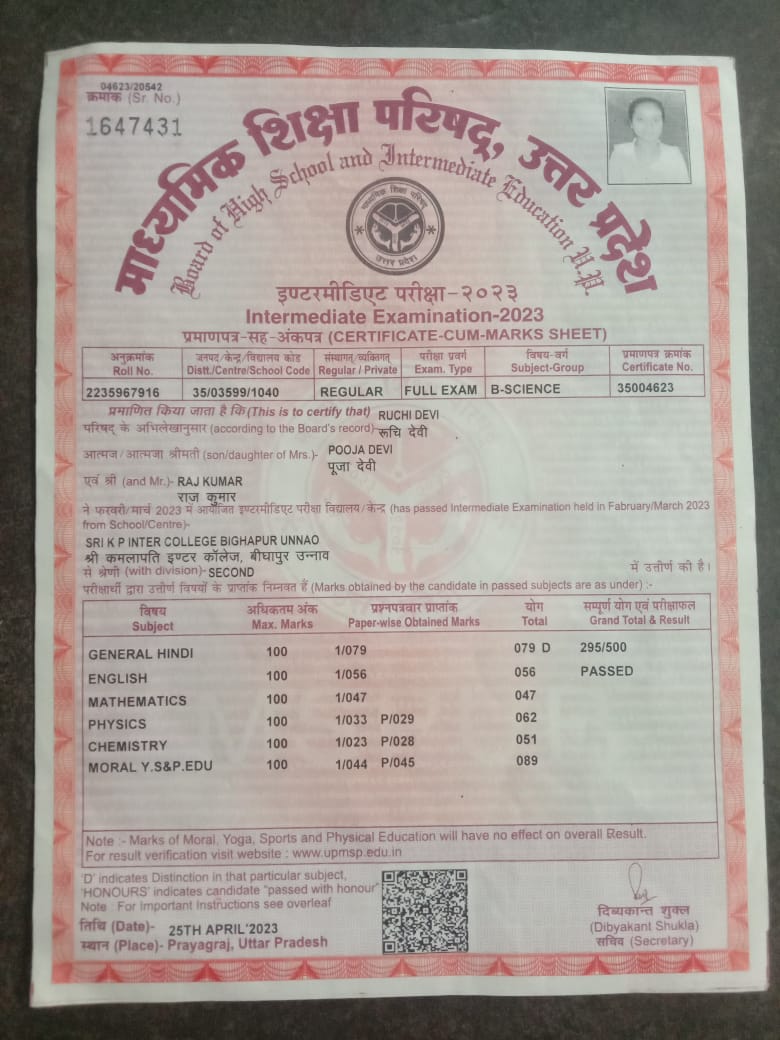 04623/20542
क्रमांक (Sr. No.)
1647431
माध्यमिक शिक्षा परिषद्, उत्तर प्रदेश
Board of High School and Intermediate Education U.P.
माध्यमिक शिक्षा परिषद्
उत्तर प्रदेश
इण्टरमीडिएट परीक्षा-२०२३
Intermediate Examination-2023
प्रमाणपत्र-सह-अंकपत्र (CERTIFICATE-CUM-MARKS SHEET)
अनुक्रमांक जनपद/केन्द्र/विद्यालय कोड संस्थागत/व्यक्तिगत परीक्षा प्रवर्ग विषय-वर्ग प्रमाणपत्र क्रमांक
Roll No. Distt./Centre/School Code Regular / Private Exam. Type Subject-Group Certificate No.
2235967916 35/03599/1040 REGULAR FULL EXAM B-SCIENCE 35004623
प्रमाणित किया जाता है कि (This is to certify that) RUCHI DEVI
परिषद् के अभिलेखानुसार (according to the Board's record)- रूचि देवी
आत्मज/आत्मजा श्रीमती (son/daughter of Mrs.)- POOJA DEVI
पूजा देवी
एवं श्री (and Mr.)- RAJ KUMAR
राज कुमार
ने फरवरी/मार्च 2023 में आयोजित इण्टरमीडिएट परीक्षा विद्यालय/केन्द्र (has passed Intermediate Examination held in Fabruary/March 2023
from School/Centre)-
SRI K P INTER COLLEGE BIGHAPUR UNNAO
श्री कमलापति इण्टर कॉलेज, बीघापुर उन्नाव
से श्रेणी (with division)- SECOND में उत्तीर्ण की है।
परीक्षार्थी द्वारा उत्तीर्ण विषयों के प्राप्तांक निम्नवत हैं (Marks obtained by the candidate in passed subjects are as under) :-
विषय अधिकतम अंक प्रश्नपत्रवार प्राप्तांक योग सम्पूर्ण योग एवं परीक्षाफल
Subject Max. Marks Paper-wise Obtained Marks Total Grand Total & Result
GENERAL HINDI 100 1/079 079 D 295/500
ENGLISH 100 1/056 056 PASSED
MATHEMATICS 100 1/047 047
PHYSICS 100 1/033 P/029 062
CHEMISTRY 100 1/023 P/028 051
MORAL Y.S&P.EDU 100 1/044 P/045 089
Note :- Marks of Moral, Yoga, Sports and Physical Education will have no effect on overall Result.
For result verification visit website : www.upmsp.edu.in
'D' indicates Distinction in that particular subject,
'HONOURS' indicates candidate "passed with honour"
Note For Important Instructions see overleaf
तिथि (Date)- 25TH APRIL'2023
स्थान (Place)- Prayagraj, Uttar Pradesh
दिब्यकान्त शुक्ल
(Dibyakant Shukla)
सचिव (Secretary)